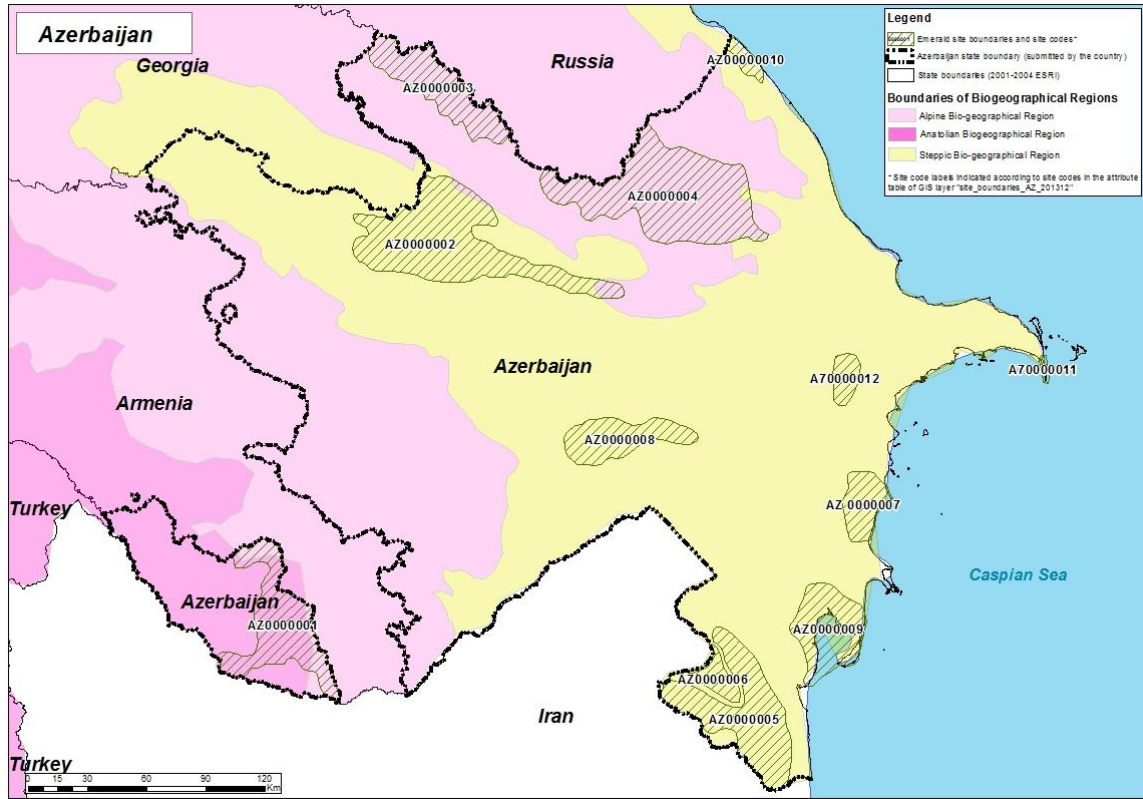 Azerbaijan
Georgia
Russia
AZ00000010
AZ0000003
AZ0000004
AZ0000002
Azerbaijan
A70000012
A70000011
Armenia
AZ0000008
AZ 0000007
Turkey
Azerbaijan
AZ0000001
Caspian Sea
AZ0000009
AZ0000006
AZ0000005
Iran
Turkey
0 15 30 60 90 120
Km
Legend
Emerald site boundaries and site codes*
Azerbaijan state boundary (submitted by the country)
State boundaries (2001-2004 ESRI)
Boundaries of Biogeographical Regions
Alpine Bio-geographical Region
Anatolian Biogeographical Region
Steppic Bio-geographical Region
* Site code labels indicated according to site codes in the attribute
table of GIS layer "site_boundaries_AZ_201312"